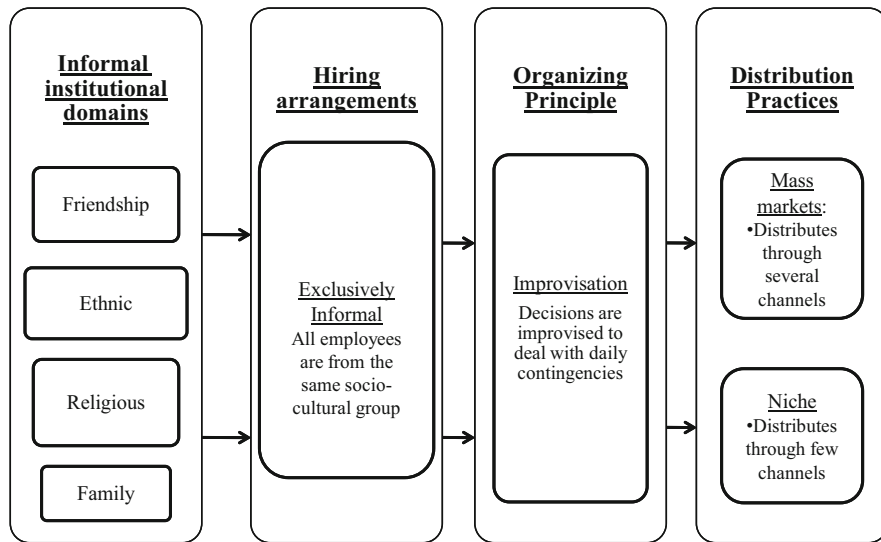 Informal
institutional
domains
Friendship
Ethnic
Religious
Family
Hiring
arrangements
Exclusively
Informal
All employees
are from the
same socio-
cultural group
Organizing
Principle
Improvisation
Decisions are
improvised to
deal with daily
contingencies
Distribution
Practices
Mass
markets:
•Distributes
through
several
channels
Niche
•Distributes
through few
channels